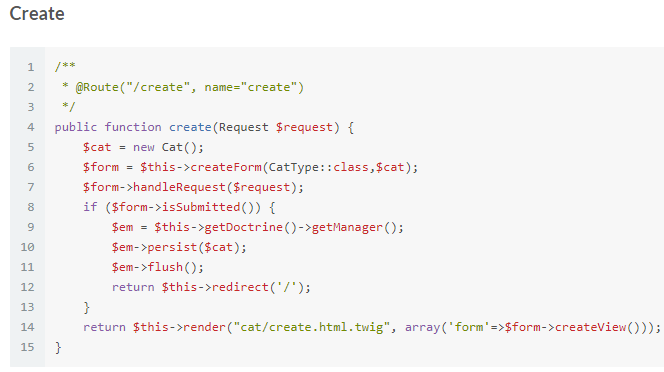 Create
1 /**
2  * @Route("/create", name="create")
3  */
4 public function create(Request $request) {
5     $cat = new Cat();
6     $form = $this->createForm(CatType::class,$cat);
7     $form->handleRequest($request);
8     if ($form->isSubmitted()) {
9         $em = $this->getDoctrine()->getManager();
10         $em->persist($cat);
11         $em->flush();
12         return $this->redirect('/');
13     }
14     return $this->render("cat/create.html.twig", array('form'=>$form->createView()));
15 }